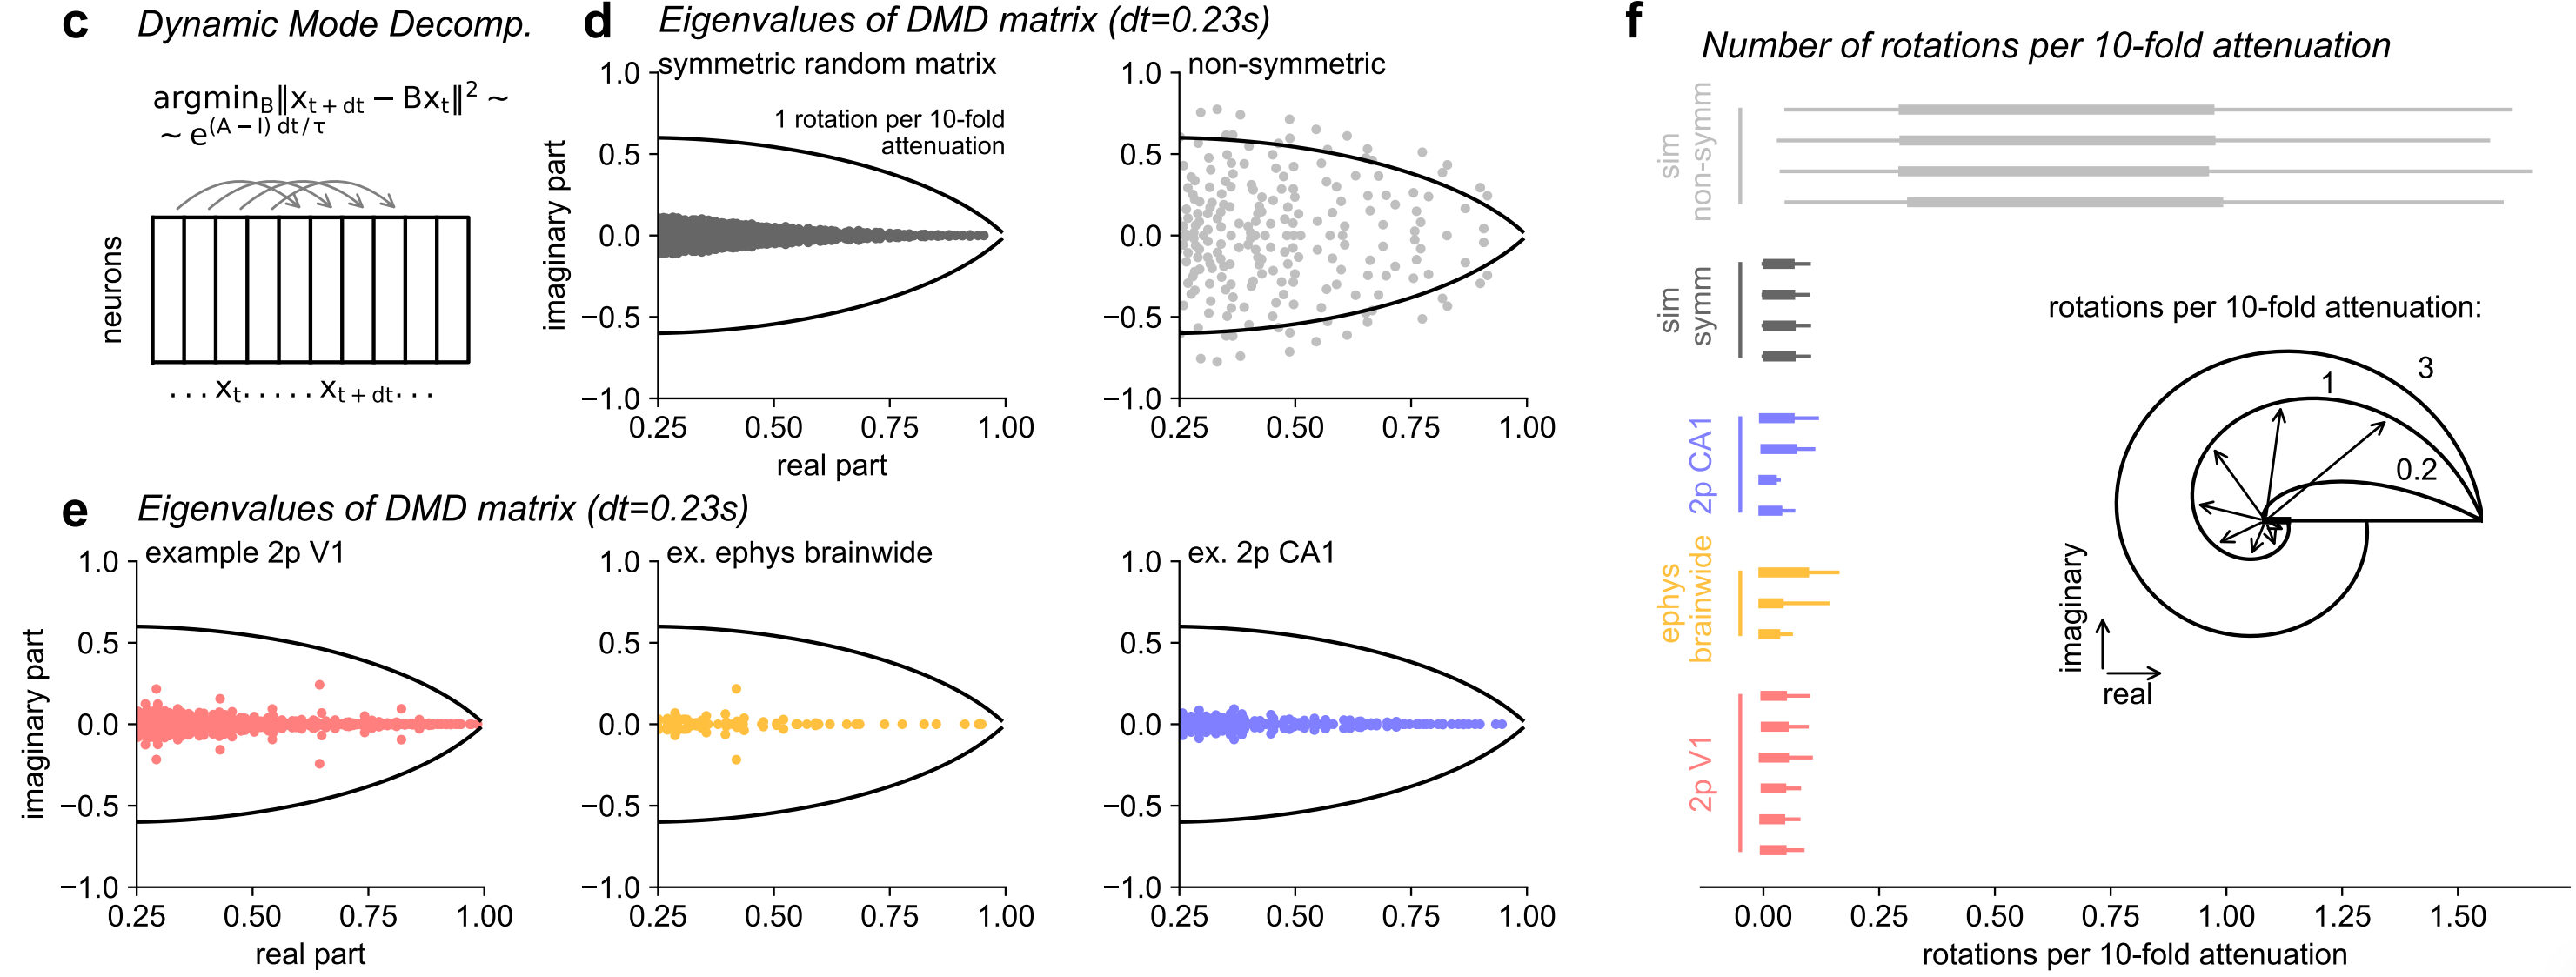 c Dynamic Mode Decomp.
argmin_B‖x_{t + dt} − Bx_t‖² ∼
∼ e^{(A − I) dt/τ}
neurons
...x_t.....x_{t + dt}...
d Eigenvalues of DMD matrix (dt=0.23s)
symmetric random matrix
1 rotation per 10-fold
attenuation
imaginary part
1.0
0.5
0.0
−0.5
−1.0
0.25 0.50 0.75 1.00
real part
non-symmetric
1.0
0.5
0.0
−0.5
−1.0
0.25 0.50 0.75 1.00
e Eigenvalues of DMD matrix (dt=0.23s)
example 2p V1
imaginary part
1.0
0.5
0.0
−0.5
−1.0
0.25 0.50 0.75 1.00
real part
ex. ephys brainwide
1.0
0.5
0.0
−0.5
−1.0
0.25 0.50 0.75 1.00
ex. 2p CA1
1.0
0.5
0.0
−0.5
−1.0
0.25 0.50 0.75 1.00
f
Number of rotations per 10-fold attenuation
sim
non-symm
sim
symm
2p CA1
ephys
brainwide
2p V1
rotations per 10-fold attenuation:
3
1
0.2
imaginary
real
0.00 0.25 0.50 0.75 1.00 1.25 1.50
rotations per 10-fold attenuation